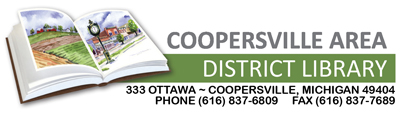 COOPERSVILLE AREA
DISTRICT LIBRARY
333 OTTAWA ~ COOPERSVILLE, MICHIGAN 49404
PHONE (616) 837-6809 FAX (616) 837-7689